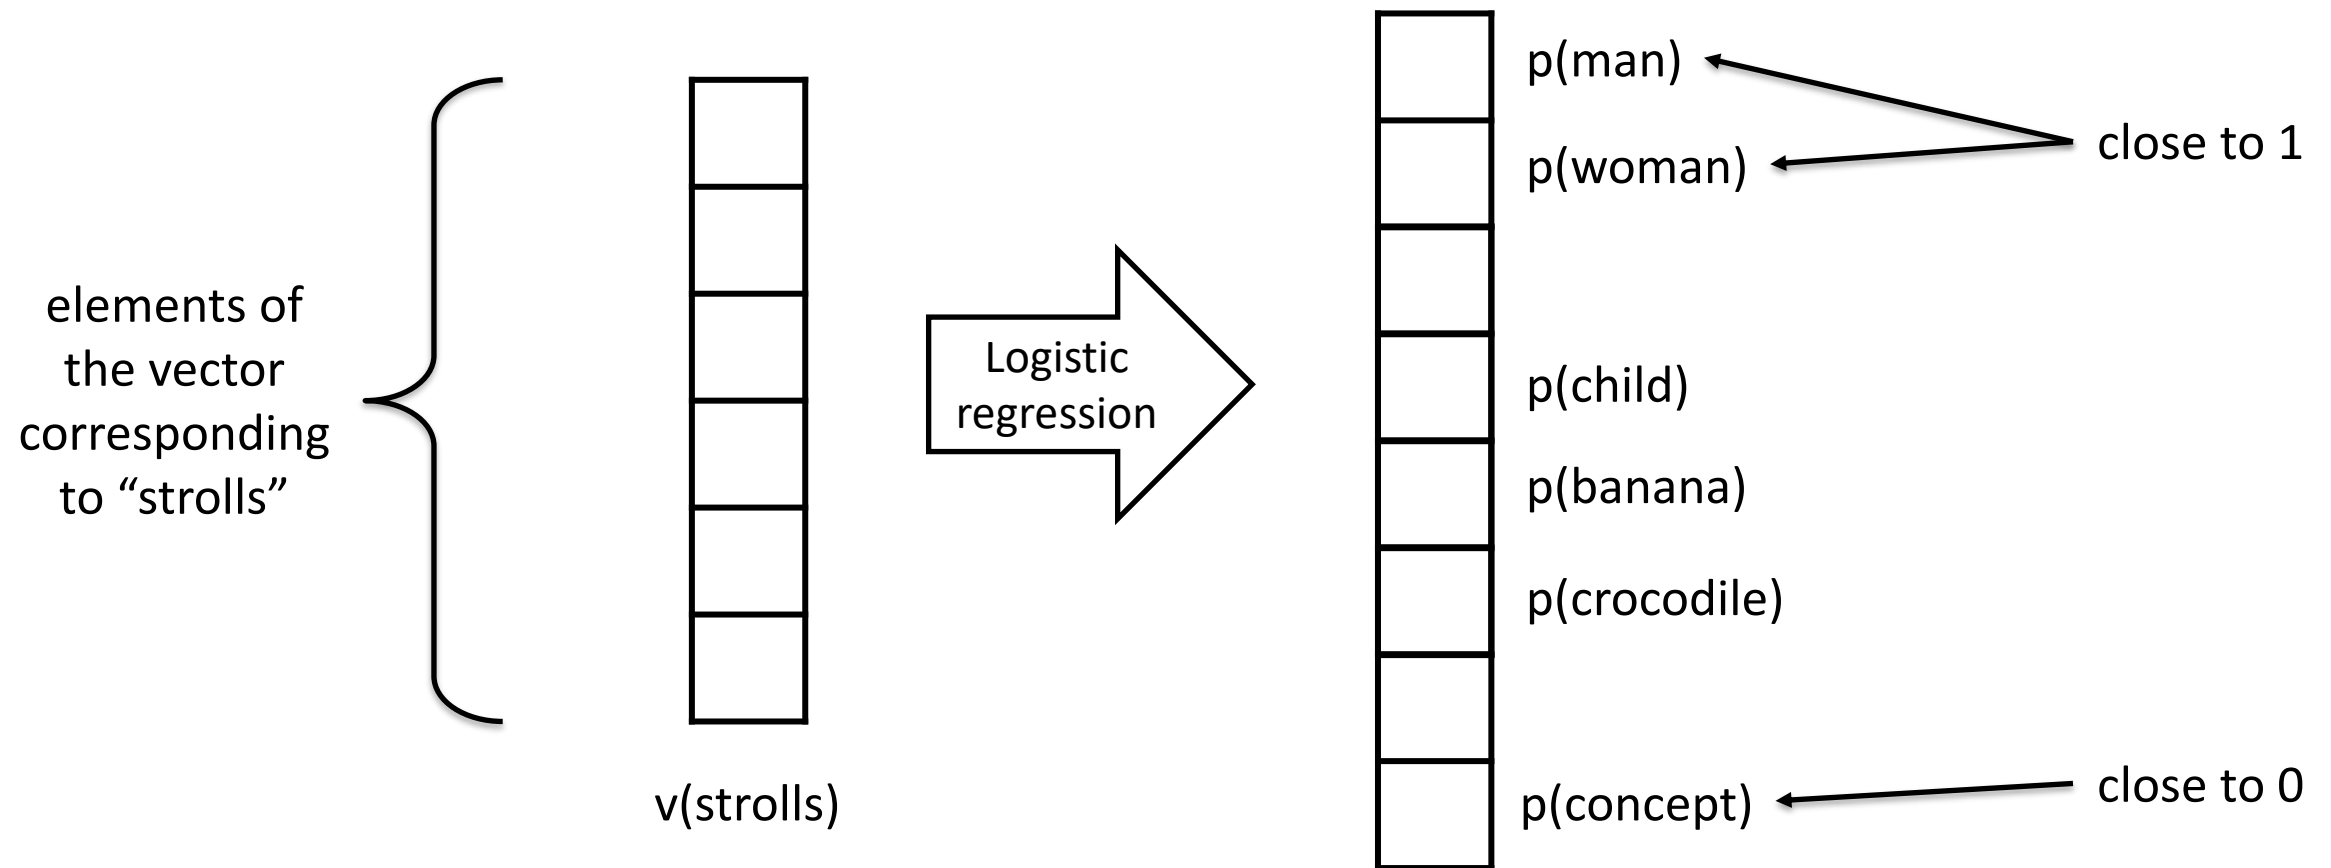 elements of
the vector
corresponding
to “strolls”
v(strolls)
Logistic
regression
p(man)
p(woman)
p(child)
p(banana)
p(crocodile)
p(concept)
close to 1
close to 0